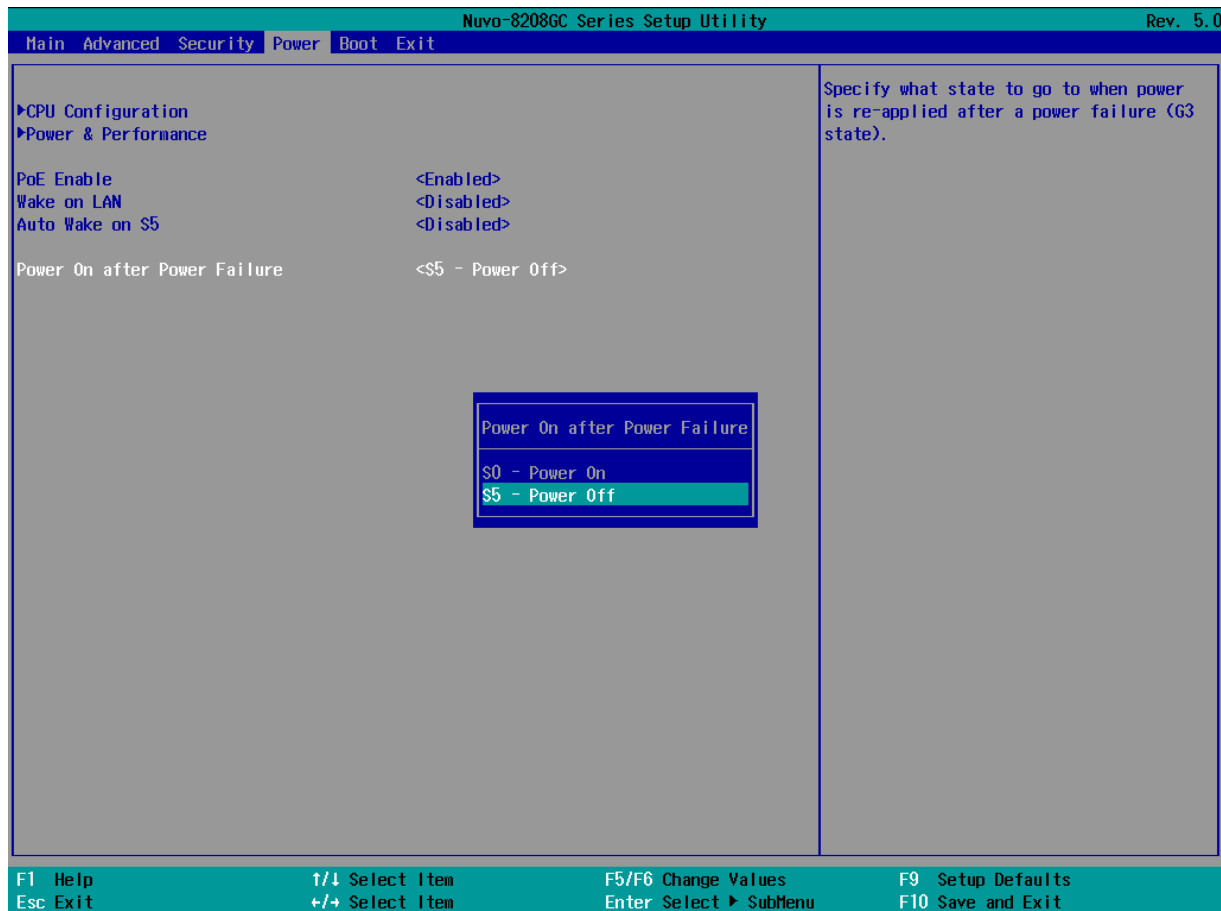 Nuvo-8208GC Series Setup Utility Rev. 5.0
Main Advanced Security Power Boot Exit
▶CPU Configuration
▶Power & Performance
PoE Enable <Enabled>
Wake on LAN <Disabled>
Auto Wake on S5 <Disabled>
Power On after Power Failure <S5 - Power Off>
Specify what state to go to when power
is re-applied after a power failure (G3
state).
Power On after Power Failure
S0 - Power On
S5 - Power Off
F1 Help ↑/↓ Select Item F5/F6 Change Values F9 Setup Defaults
Esc Exit ←/→ Select Item Enter Select ▶ SubMenu F10 Save and Exit